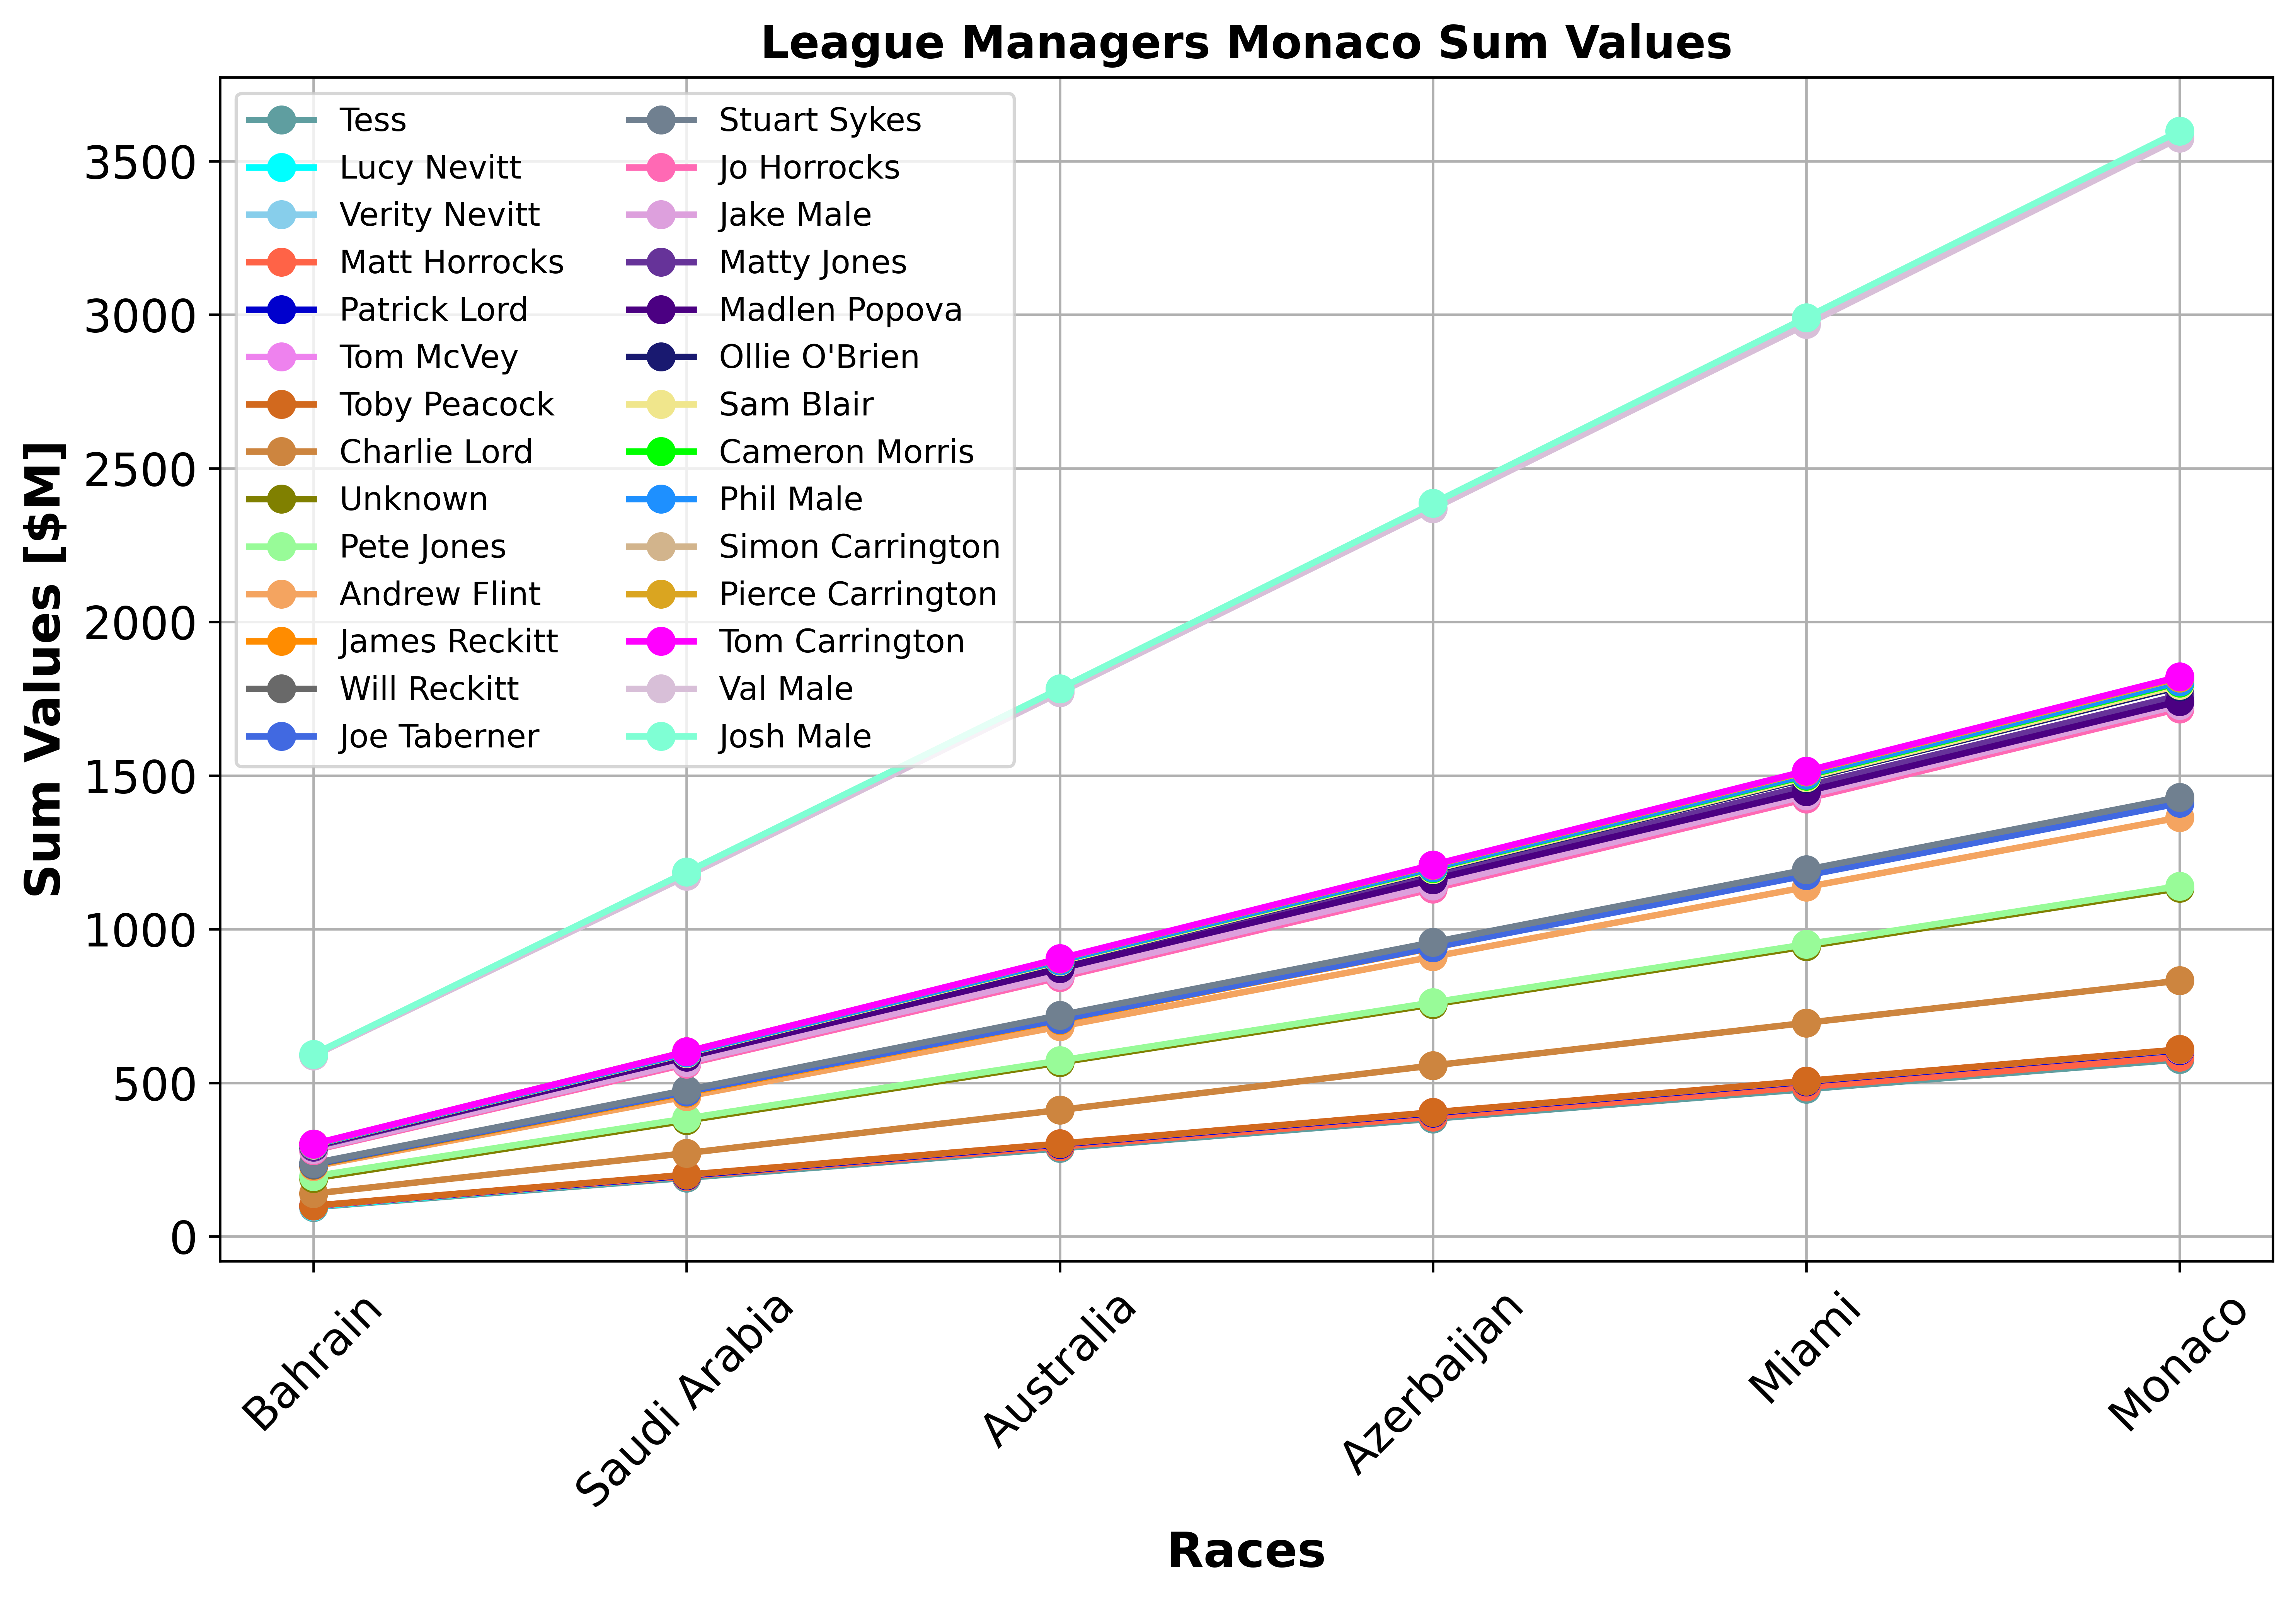 League Managers Monaco Sum Values
Sum Values [$M]
3500
3000
2500
2000
1500
1000
500
0
Tess
Lucy Nevitt
Verity Nevitt
Matt Horrocks
Patrick Lord
Tom McVey
Toby Peacock
Charlie Lord
Unknown
Pete Jones
Andrew Flint
James Reckitt
Will Reckitt
Joe Taberner
Stuart Sykes
Jo Horrocks
Jake Male
Matty Jones
Madlen Popova
Ollie O'Brien
Sam Blair
Cameron Morris
Phil Male
Simon Carrington
Pierce Carrington
Tom Carrington
Val Male
Josh Male
Bahrain
Saudi Arabia
Australia
Azerbaijan
Miami
Monaco
Races